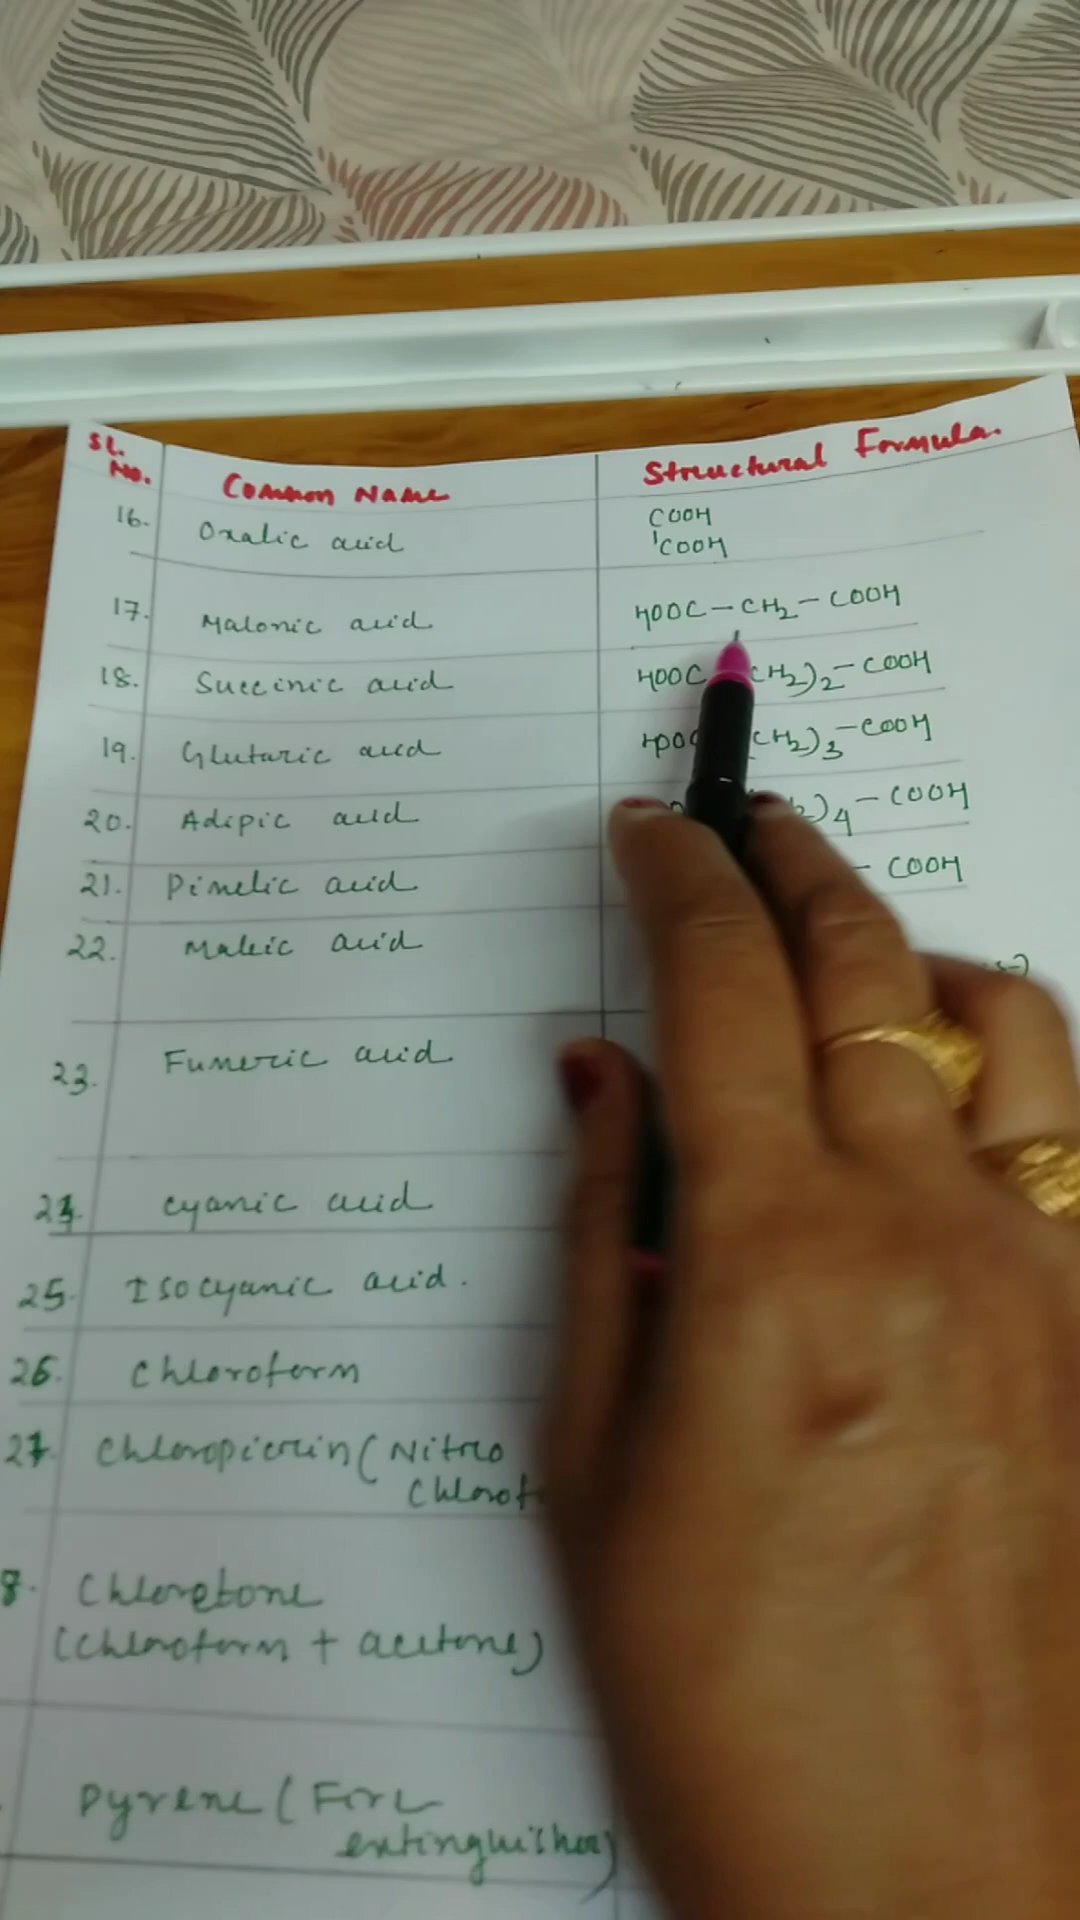 SL. No. Common Name Structural Formula.
16. Oxalic acid COOH
COOH
17. Malonic acid HOOC-CH2-COOH
18. Succinic acid HOOC CH2)2-COOH
19. Glutaric acid HOOC (CH2)3-COOH
20. Adipic acid )4-COOH
21. Pimelic acid - COOH
22. Maleic acid
23. Fumeric acid
24. Cyanic acid
25. Isocyanic acid.
26. Chloroform
27. Chloropicrin (Nitro
8. Chloretone
(Chloroform + acetone)
Pyrene (Fire
extinguisher)